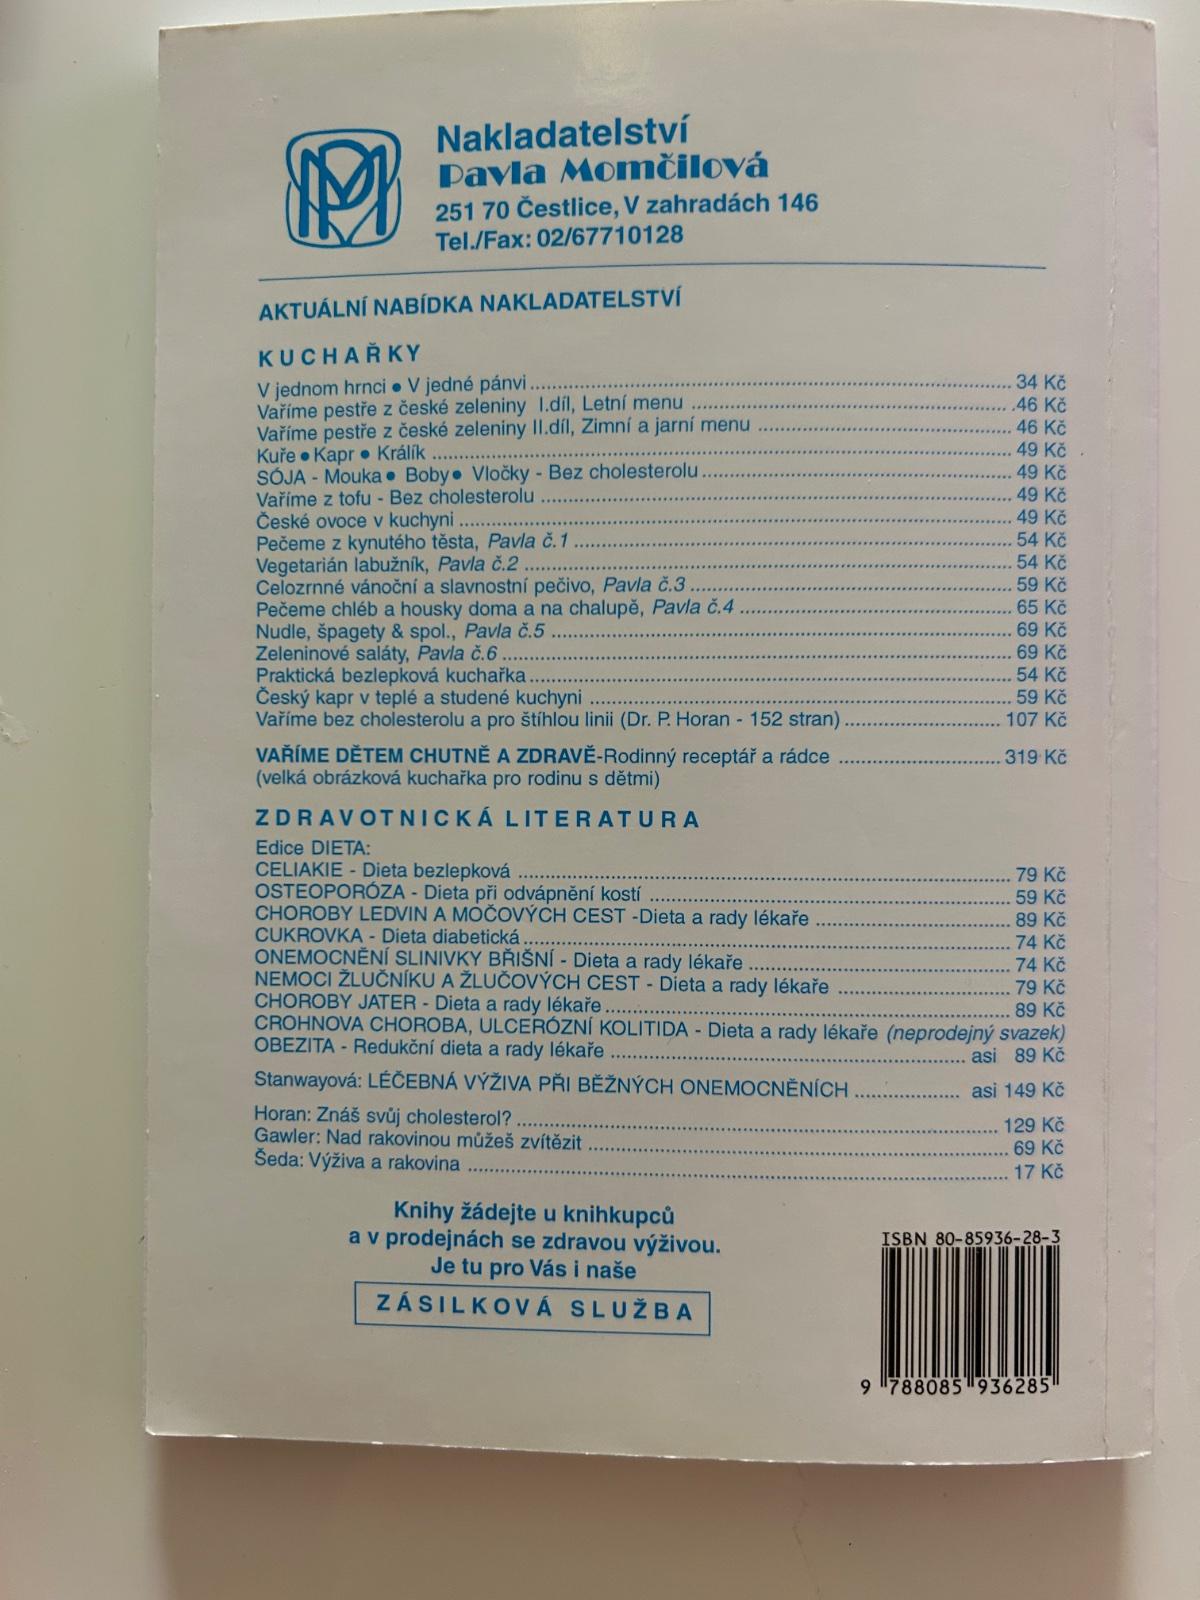 PM
Nakladatelství
Pavla Momčilová
251 70 Čestlice, V zahradách 146
Tel./Fax: 02/67710128
AKTUÁLNÍ NABÍDKA NAKLADATELSTVÍ
KUCHAŘKY
V jednom hrnci • V jedné pánvi ........ 34 Kč
Vaříme pestře z české zeleniny I.díl, Letní menu ........ 46 Kč
Vaříme pestře z české zeleniny II.díl, Zimní a jarní menu ........ 46 Kč
Kuře • Kapr • Králík ........ 49 Kč
SÓJA - Mouka • Boby • Vločky - Bez cholesterolu ........ 49 Kč
Vaříme z tofu - Bez cholesterolu ........ 49 Kč
České ovoce v kuchyni ........ 49 Kč
Pečeme z kynutého těsta, Pavla č.1 ........ 54 Kč
Vegetarián labužník, Pavla č.2 ........ 54 Kč
Celozrnné vánoční a slavnostní pečivo, Pavla č.3 ........ 59 Kč
Pečeme chléb a housky doma a na chalupě, Pavla č.4 ........ 65 Kč
Nudle, špagety & spol., Pavla č.5 ........ 69 Kč
Zeleninové saláty, Pavla č.6 ........ 69 Kč
Praktická bezlepková kuchařka ........ 54 Kč
Český kapr v teplé a studené kuchyni ........ 59 Kč
Vaříme bez cholesterolu a pro štíhlou linii (Dr. P. Horan - 152 stran) ........ 107 Kč
VAŘÍME DĚTEM CHUTNĚ A ZDRAVĚ-Rodinný receptář a rádce ........ 319 Kč
(velká obrázková kuchařka pro rodinu s dětmi)
ZDRAVOTNICKÁ LITERATURA
Edice DIETA:
CELIAKIE - Dieta bezlepková ........ 79 Kč
OSTEOPORÓZA - Dieta při odvápnění kostí ........ 59 Kč
CHOROBY LEDVIN A MOČOVÝCH CEST -Dieta a rady lékaře ........ 89 Kč
CUKROVKA - Dieta diabetická ........ 74 Kč
ONEMOCNĚNÍ SLINIVKY BŘIŠNÍ - Dieta a rady lékaře ........ 74 Kč
NEMOCI ŽLUČNÍKU A ŽLUČOVÝCH CEST - Dieta a rady lékaře ........ 79 Kč
CHOROBY JATER - Dieta a rady lékaře ........ 89 Kč
CROHNOVA CHOROBA, ULCERÓZNÍ KOLITIDA - Dieta a rady lékaře (neprodejný svazek)
OBEZITA - Redukční dieta a rady lékaře ........ asi 89 Kč
Stanwayová: LÉČEBNÁ VÝŽIVA PŘI BĚŽNÝCH ONEMOCNĚNÍCH ........ asi 149 Kč
Horan: Znáš svůj cholesterol? ........ 129 Kč
Gawler: Nad rakovinou můžeš zvítězit ........ 69 Kč
Šeda: Výživa a rakovina ........ 17 Kč
Knihy žádejte u knihkupců
a v prodejnách se zdravou výživou.
Je tu pro Vás i naše
ZÁSILKOVÁ SLUŽBA
ISBN 80-85936-28-3
9 788085 936285